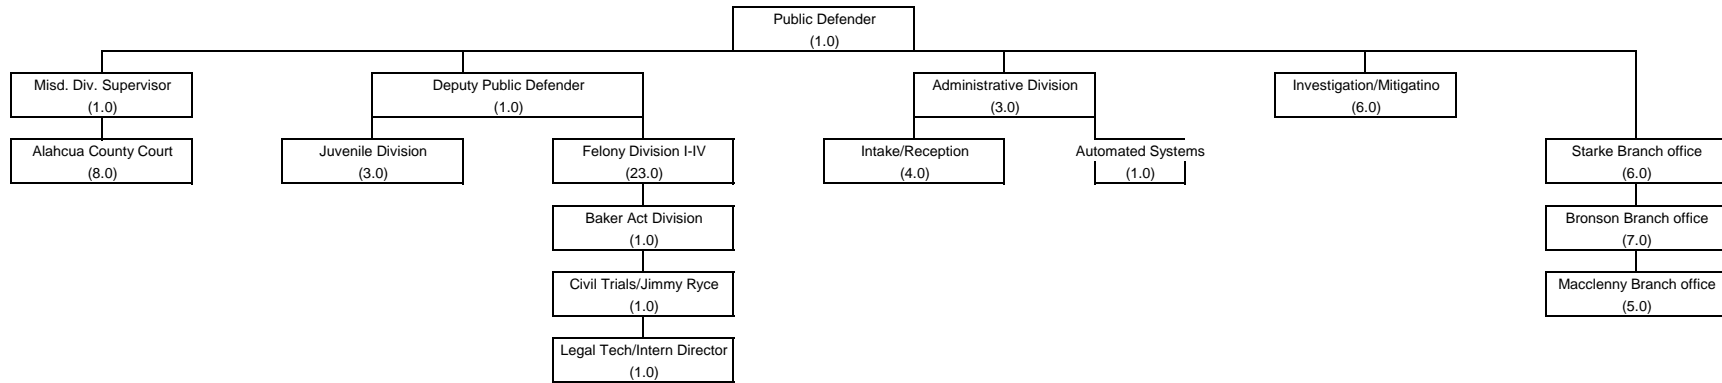 Public Defender
(1.0)
Misd. Div. Supervisor
(1.0)
Deputy Public Defender
(1.0)
Administrative Division
(3.0)
Investigation/Mitigatino
(6.0)
Alahcua County Court
(8.0)
Juvenile Division
(3.0)
Felony Division I-IV
(23.0)
Intake/Reception
(4.0)
Automated Systems
(1.0)
Starke Branch office
(6.0)
Baker Act Division
(1.0)
Bronson Branch office
(7.0)
Civil Trials/Jimmy Ryce
(1.0)
Macclenny Branch office
(5.0)
Legal Tech/Intern Director
(1.0)